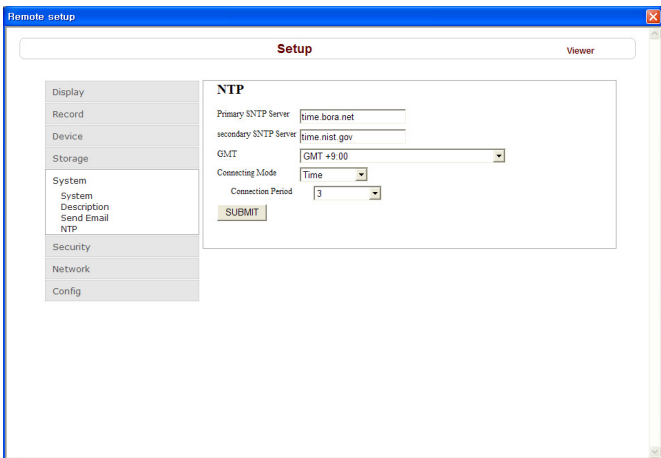 Remote setup
Setup
Viewer
Display
Record
Device
Storage
System
System
Description
Send Email
NTP
Security
Network
Config
NTP
Primary SNTP Server time.bora.net
secondary SNTP Server time.nist.gov
GMT GMT +9:00
Connecting Mode Time
Connection Period 3
SUBMIT